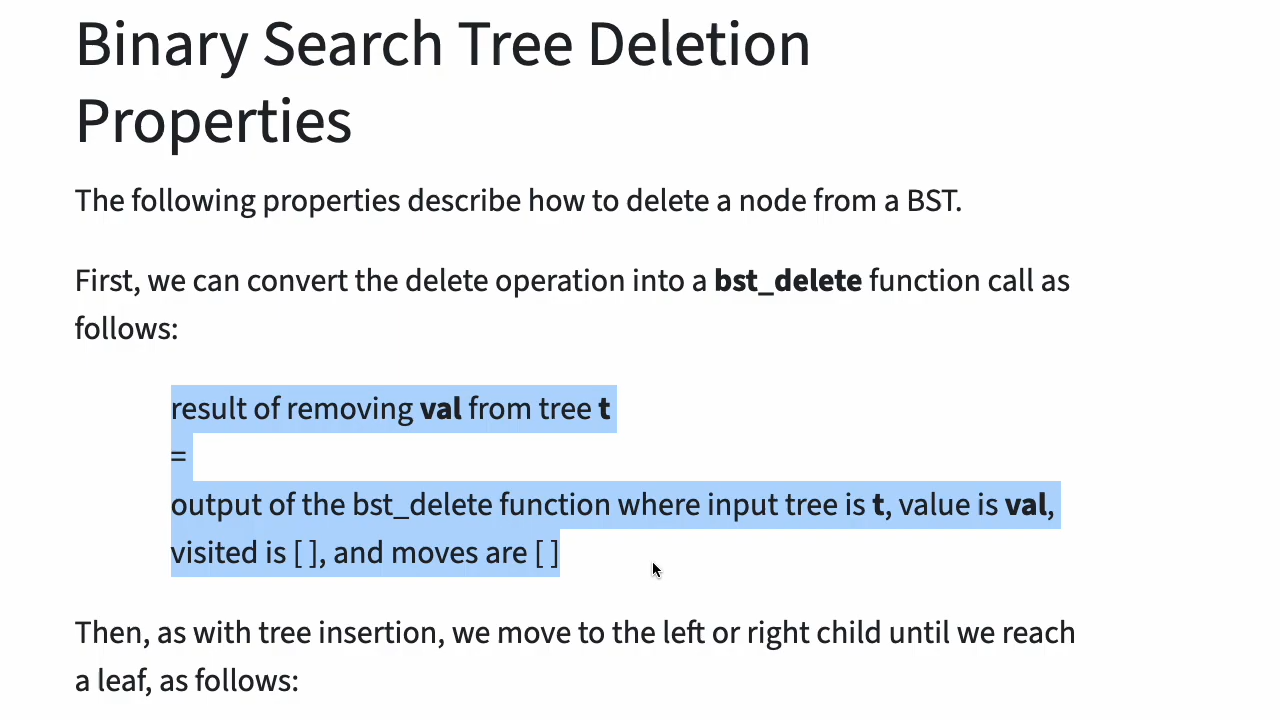 Binary Search Tree Deletion
Properties
The following properties describe how to delete a node from a BST.
First, we can convert the delete operation into a bst_delete function call as
follows:
result of removing val from tree t
=
output of the bst_delete function where input tree is t, value is val,
visited is [ ], and moves are [ ]
Then, as with tree insertion, we move to the left or right child until we reach
a leaf, as follows: